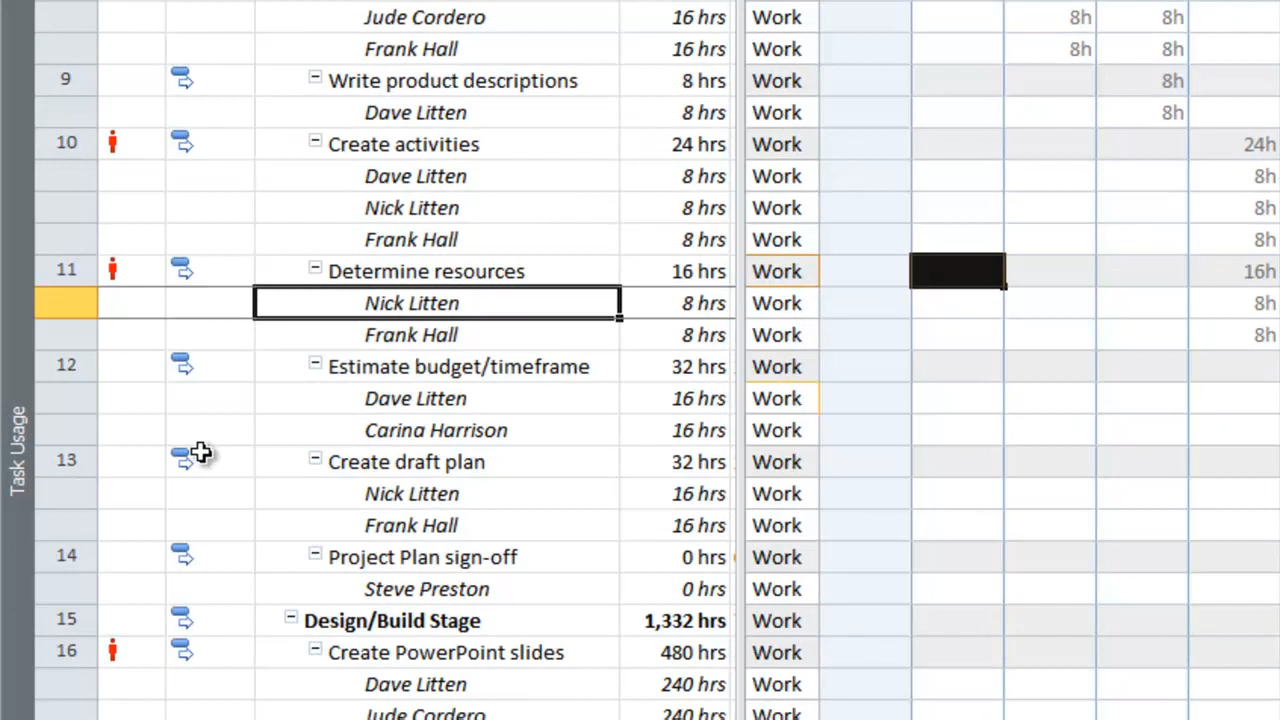 Jude Cordero 16 hrs Work 8h 8h
Frank Hall 16 hrs Work 8h 8h
9 Write product descriptions 8 hrs Work 8h
Dave Litten 8 hrs Work 8h
10 Create activities 24 hrs Work 24h
Dave Litten 8 hrs Work 8h
Nick Litten 8 hrs Work 8h
Frank Hall 8 hrs Work 8h
11 Determine resources 16 hrs Work 16h
Nick Litten 8 hrs Work 8h
Frank Hall 8 hrs Work 8h
12 Estimate budget/timeframe 32 hrs Work
Dave Litten 16 hrs Work
Carina Harrison 16 hrs Work
13 Create draft plan 32 hrs Work
Nick Litten 16 hrs Work
Frank Hall 16 hrs Work
14 Project Plan sign-off 0 hrs Work
Steve Preston 0 hrs Work
15 Design/Build Stage 1,332 hrs Work
16 Create PowerPoint slides 480 hrs Work
Dave Litten 240 hrs Work
Jude Cordero 240 hrs Work
Task Usage